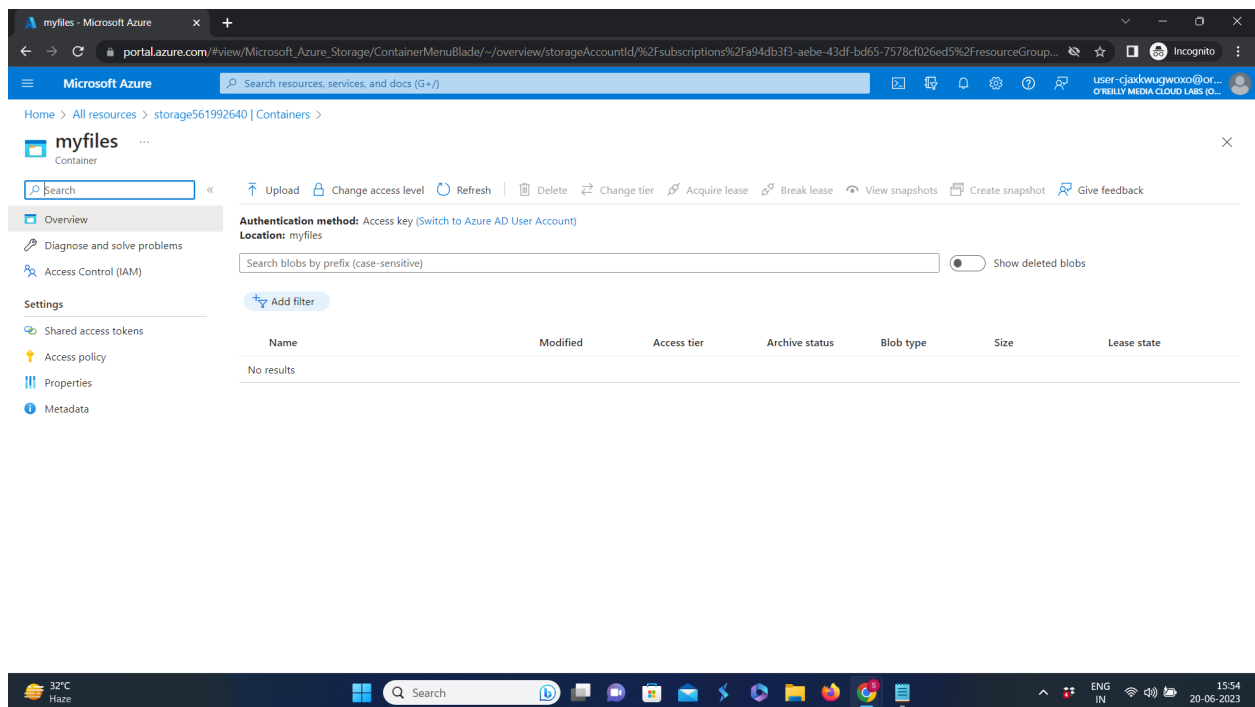 myfiles - Microsoft Azure
portal.azure.com/#view/Microsoft_Azure_Storage/ContainerMenuBlade/~/overview/storageAccountId/%2Fsubscriptions%2Fa94db3f3-aebe-43df-bd65-7578cf026ed5%2FresourceGroup... Incognito
Microsoft Azure Search resources, services, and docs (G+/) user-cjaxkwugwoxo@or...
O'REILLY MEDIA CLOUD LABS (O...
Home > All resources > storage561992640 | Containers >
myfiles ...
Container
Search « Upload Change access level Refresh Delete Change tier Acquire lease Break lease View snapshots Create snapshot Give feedback
Overview
Diagnose and solve problems
Access Control (IAM)
Settings
Shared access tokens
Access policy
Properties
Metadata
Authentication method: Access key (Switch to Azure AD User Account)
Location: myfiles
Search blobs by prefix (case-sensitive) Show deleted blobs
Add filter
Name Modified Access tier Archive status Blob type Size Lease state
No results
32°C
Haze
Search
ENG
IN
15:54
20-06-2023